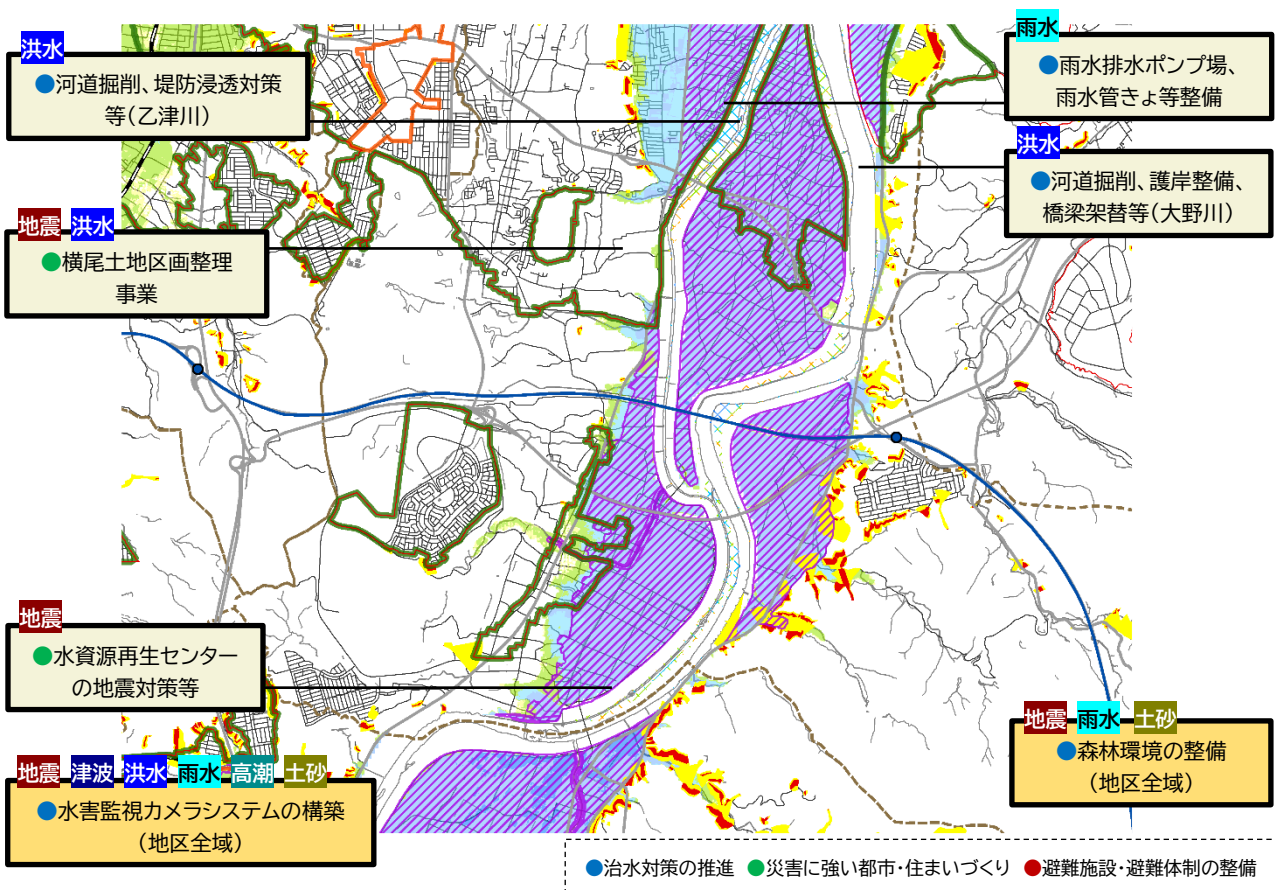 洪水
●河道掘削、堤防浸透対策
等(乙津川)
雨水
●雨水排水ポンプ場、
雨水管きょ等整備
洪水
●河道掘削、護岸整備、
橋梁架替等(大野川)
地震 洪水
●横尾土地区画整理
事業
地震
●水資源再生センター
の地震対策等
地震 津波 洪水 雨水 高潮 土砂
●水害監視カメラシステムの構築
(地区全域)
地震 雨水 土砂
●森林環境の整備
(地区全域)
●治水対策の推進 ●災害に強い都市・住まいづくり ●避難施設・避難体制の整備